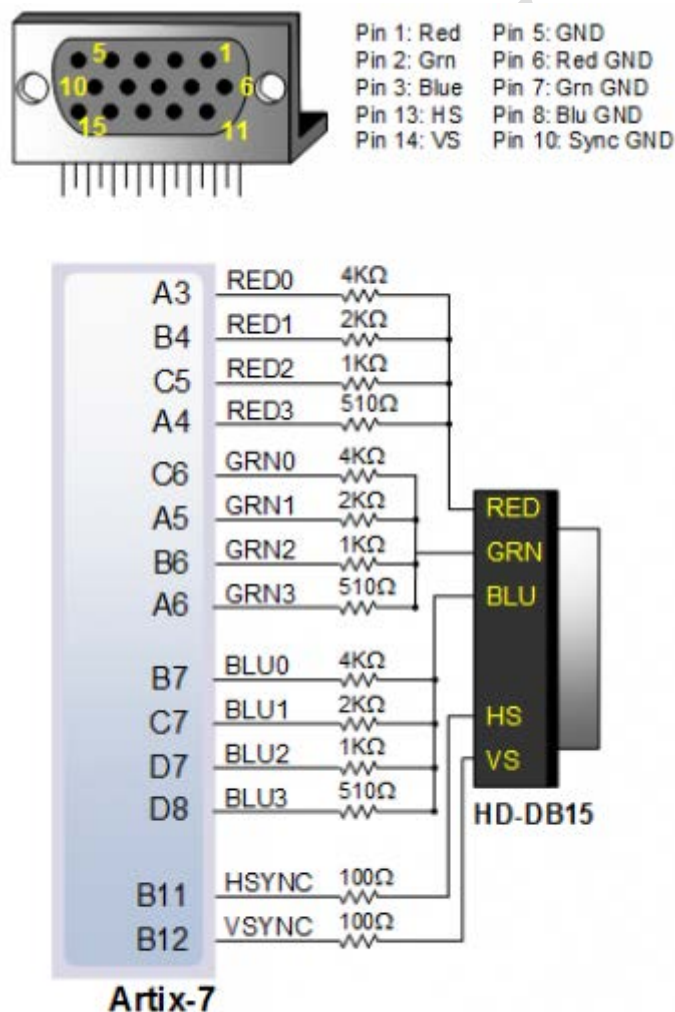 Pin 1: Red Pin 5: GND
Pin 2: Grn Pin 6: Red GND
Pin 3: Blue Pin 7: Grn GND
Pin 13: HS Pin 8: Blu GND
Pin 14: VS Pin 10: Sync GND
5 1
10 6
15 11
A3 RED0 4KΩ
B4 RED1 2KΩ
C5 RED2 1KΩ
A4 RED3 510Ω
C6 GRN0 4KΩ
A5 GRN1 2KΩ
B6 GRN2 1KΩ
A6 GRN3 510Ω
B7 BLU0 4KΩ
C7 BLU1 2KΩ
D7 BLU2 1KΩ
D8 BLU3 510Ω
B11 HSYNC 100Ω
B12 VSYNC 100Ω
RED
GRN
BLU
HS
VS
HD-DB15
Artix-7